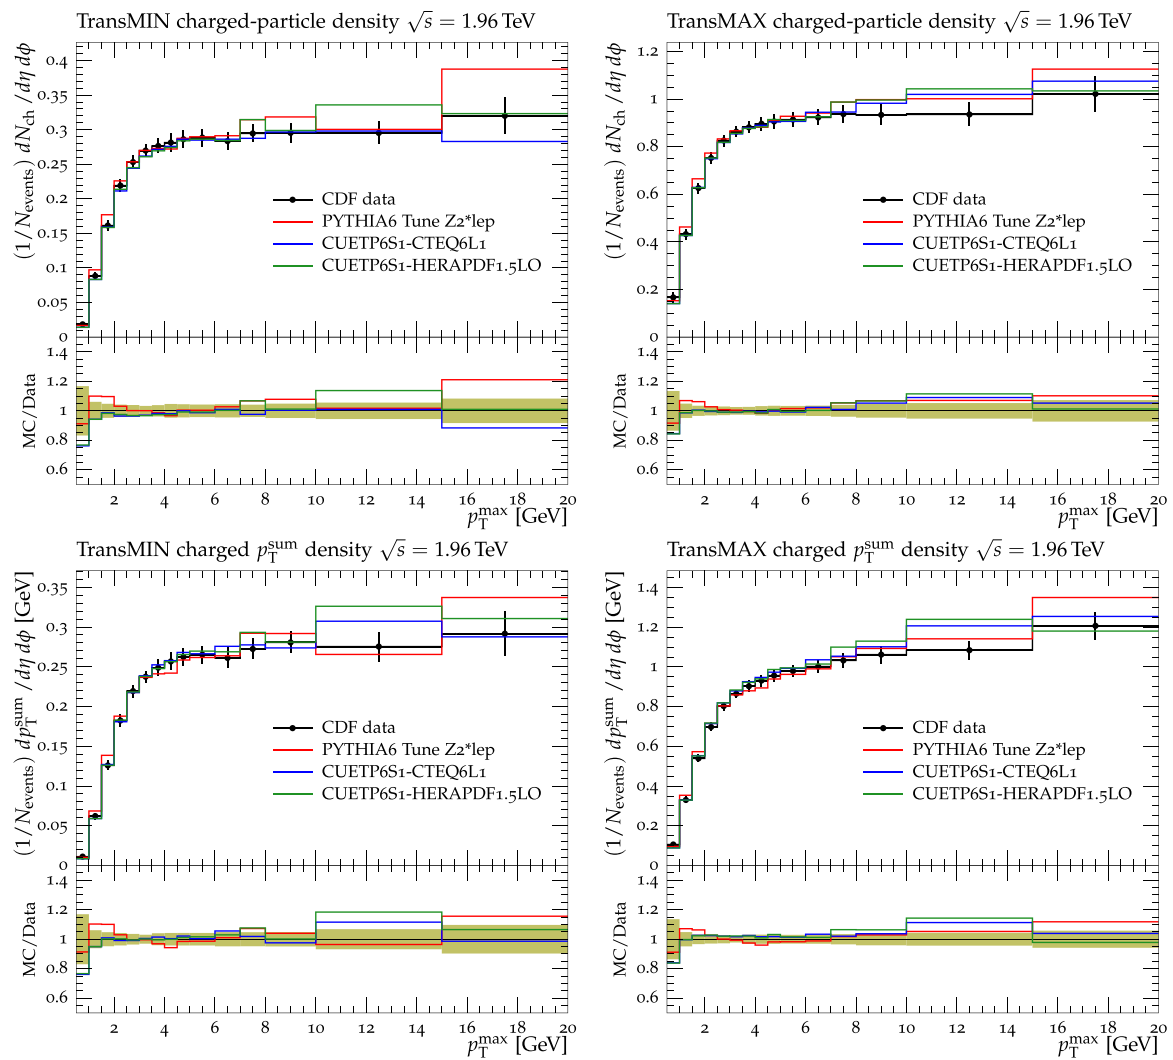 TransMIN charged-particle density √s = 1.96 TeV
(1/N_events) dN_ch/dη dφ
0.4
0.35
0.3
0.25
0.2
0.15
0.1
0.05
0
CDF data
PYTHIA6 Tune Z2*lep
CUETP6S1-CTEQ6L1
CUETP6S1-HERAPDF1.5LO
MC/Data
1.4
1.2
1
0.8
0.6
2 4 6 8 10 12 14 16 18 20
p_T^max [GeV]
TransMAX charged-particle density √s = 1.96 TeV
(1/N_events) dN_ch/dη dφ
1.2
1
0.8
0.6
0.4
0.2
0
CDF data
PYTHIA6 Tune Z2*lep
CUETP6S1-CTEQ6L1
CUETP6S1-HERAPDF1.5LO
MC/Data
1.4
1.2
1
0.8
0.6
2 4 6 8 10 12 14 16 18 20
p_T^max [GeV]
TransMIN charged p_T^sum density √s = 1.96 TeV
(1/N_events) dp_T^sum/dη dφ [GeV]
0.35
0.3
0.25
0.2
0.15
0.1
0.05
0
CDF data
PYTHIA6 Tune Z2*lep
CUETP6S1-CTEQ6L1
CUETP6S1-HERAPDF1.5LO
MC/Data
1.4
1.2
1
0.8
0.6
2 4 6 8 10 12 14 16 18 20
p_T^max [GeV]
TransMAX charged p_T^sum density √s = 1.96 TeV
(1/N_events) dp_T^sum/dη dφ [GeV]
1.4
1.2
1
0.8
0.6
0.4
0.2
0
CDF data
PYTHIA6 Tune Z2*lep
CUETP6S1-CTEQ6L1
CUETP6S1-HERAPDF1.5LO
MC/Data
1.4
1.2
1
0.8
0.6
2 4 6 8 10 12 14 16 18 20
p_T^max [GeV]